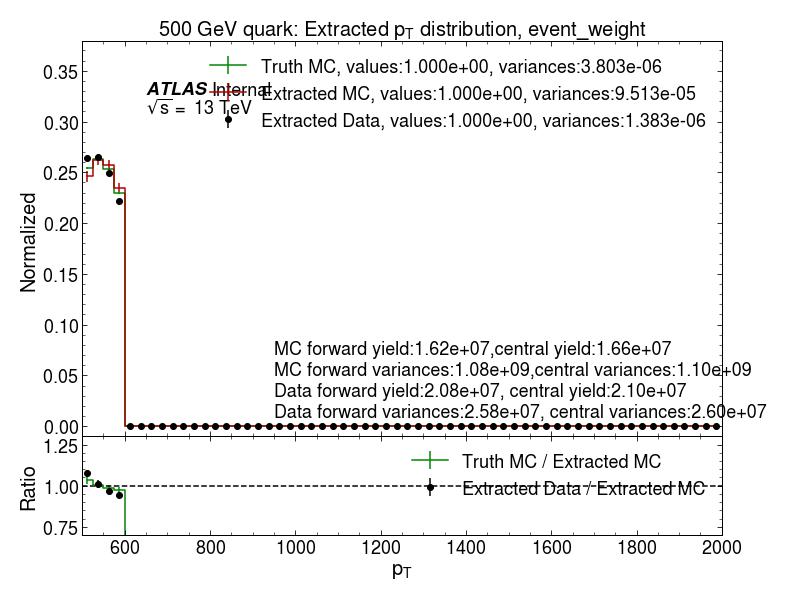 500 GeV quark: Extracted pT distribution, event_weight
Truth MC, values:1.000e+00, variances:3.803e-06
ATLAS Internal
Extracted MC, values:1.000e+00, variances:9.513e-05
√s = 13 TeV
Extracted Data, values:1.000e+00, variances:1.383e-06
0.35
0.30
0.25
0.20
0.15
0.10
0.05
0.00
Normalized
MC forward yield:1.62e+07,central yield:1.66e+07
MC forward variances:1.08e+09,central variances:1.10e+09
Data forward yield:2.08e+07, central yield:2.10e+07
Data forward variances:2.58e+07, central variances:2.60e+07
1.25
1.00
0.75
Ratio
Truth MC / Extracted MC
Extracted Data / Extracted MC
600 800 1000 1200 1400 1600 1800 2000
pT